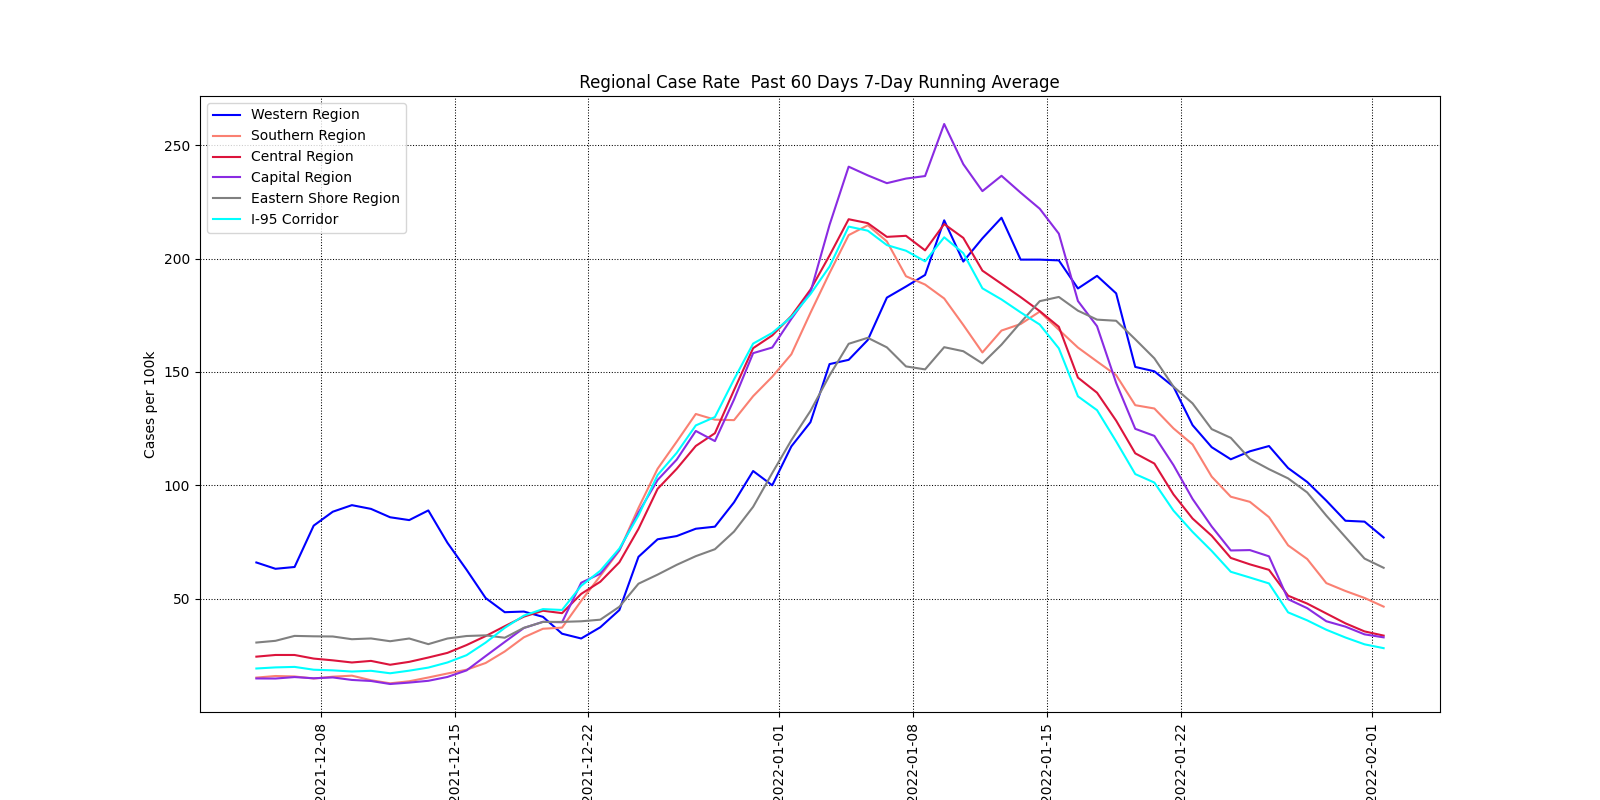 Regional Case Rate  Past 60 Days 7-Day Running Average
Western Region
Southern Region
Central Region
Capital Region
Eastern Shore Region
I-95 Corridor
Cases per 100k
250
200
150
100
50
2021-12-08
2021-12-15
2021-12-22
2022-01-01
2022-01-08
2022-01-15
2022-01-22
2022-02-01